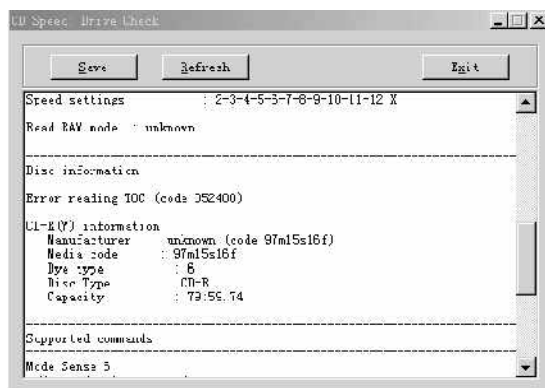 CD Speed Drive Check
Save Refresh Exit
Speed settings : 2-3-4-5-6-7-8-9-10-11-12 X
Read RAW mode : unknown
Disc information
Error reading TOC (code 052400)
CD-R(W) information
Manufacturer unknown (code 97m15s16f)
Media code : 97m15s16f
Dye type : 6
Disc Type CD-R
Capacity : 79:59.74
Supported commands
Mode Sense 5